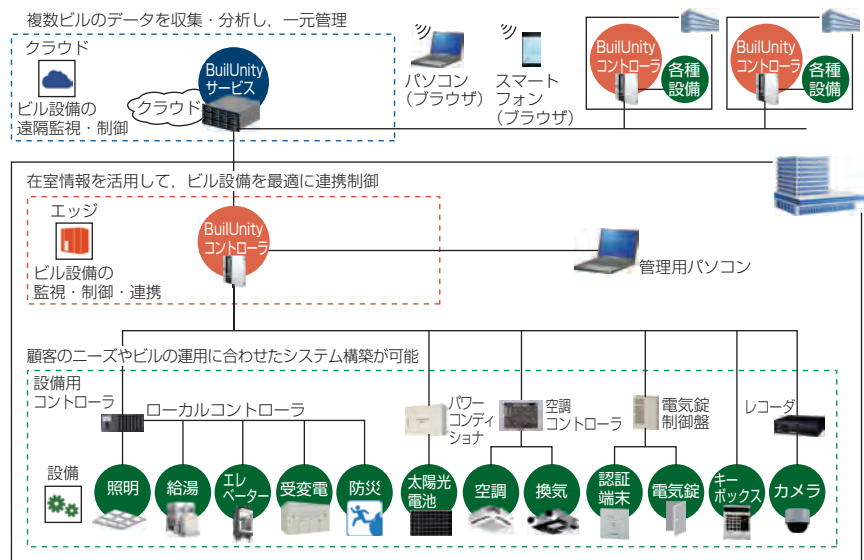 複数ビルのデータを収集・分析し，一元管理
クラウド
ビル設備の
遠隔監視・制御
BuilUnity
サービス
クラウド
パソコン
（ブラウザ）
スマート
フォン
（ブラウザ）
BuilUnity
コントローラ
各種
設備
BuilUnity
コントローラ
各種
設備
在室情報を活用して，ビル設備を最適に連携制御
エッジ
ビル設備の
監視・制御・連携
BuilUnity
コントローラ
管理用パソコン
顧客のニーズやビルの運用に合わせたシステム構築が可能
設備用
コントローラ
ローカルコントローラ
パワー
コンディ
ショナ
空調
コントローラ
電気錠
制御盤
レコーダ
設備
照明
給湯
エレ
ベーター
受変電
防災
太陽光
電池
空調
換気
認証
端末
電気錠
キー
ボックス
カメラ